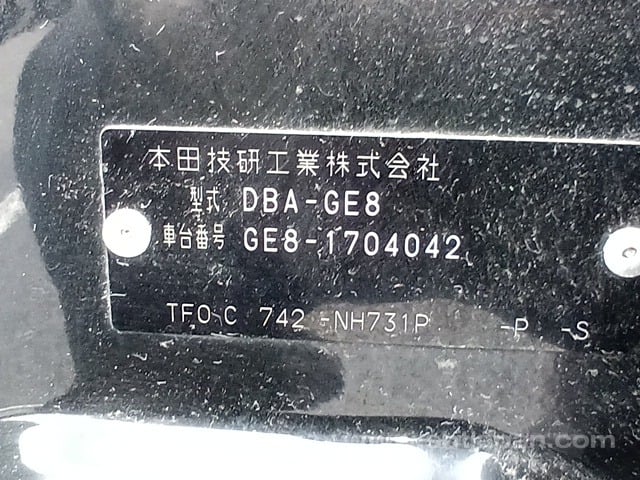 本田技研工業株式会社
型式 DBA-GE8
車台番号 GE8-1704042
TFO-C 742 -NH731P -P -S